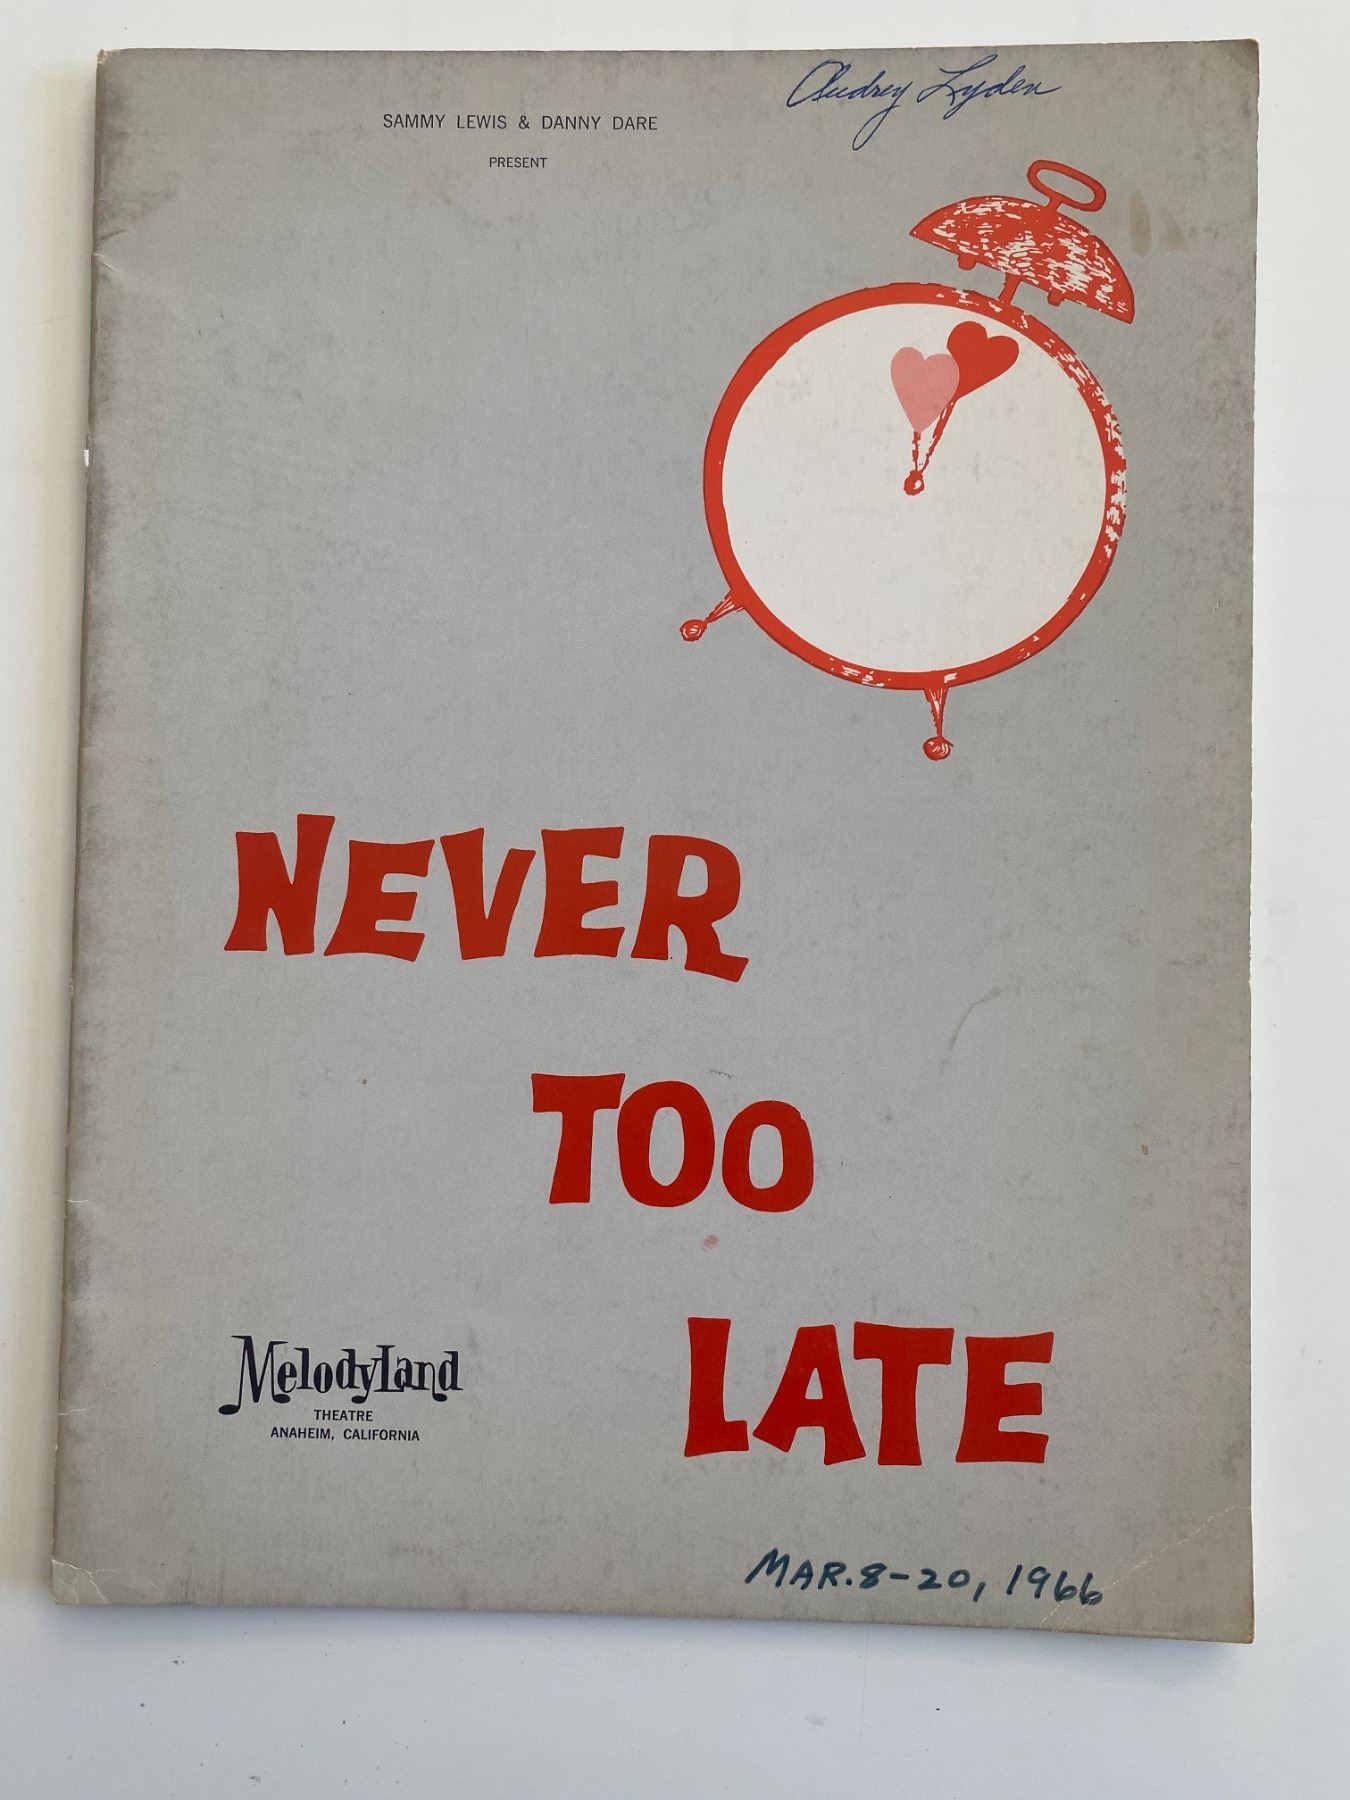 Audrey Lyden
SAMMY LEWIS & DANNY DARE
PRESENT
NEVER
TOO
LATE
MelodyLand
THEATRE
ANAHEIM, CALIFORNIA
MAR. 8-20, 1966